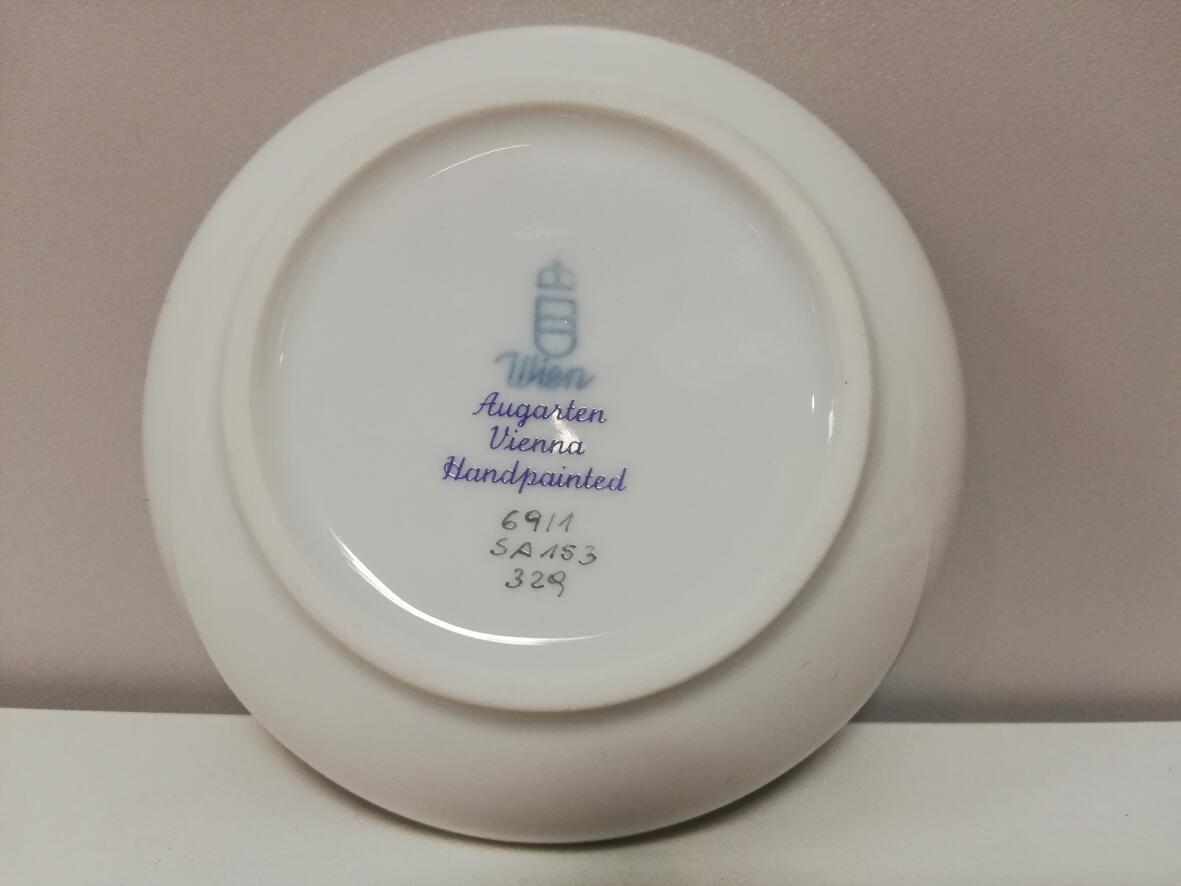 Wien
Augarten
Vienna
Handpainted
69/1
SA 153
329